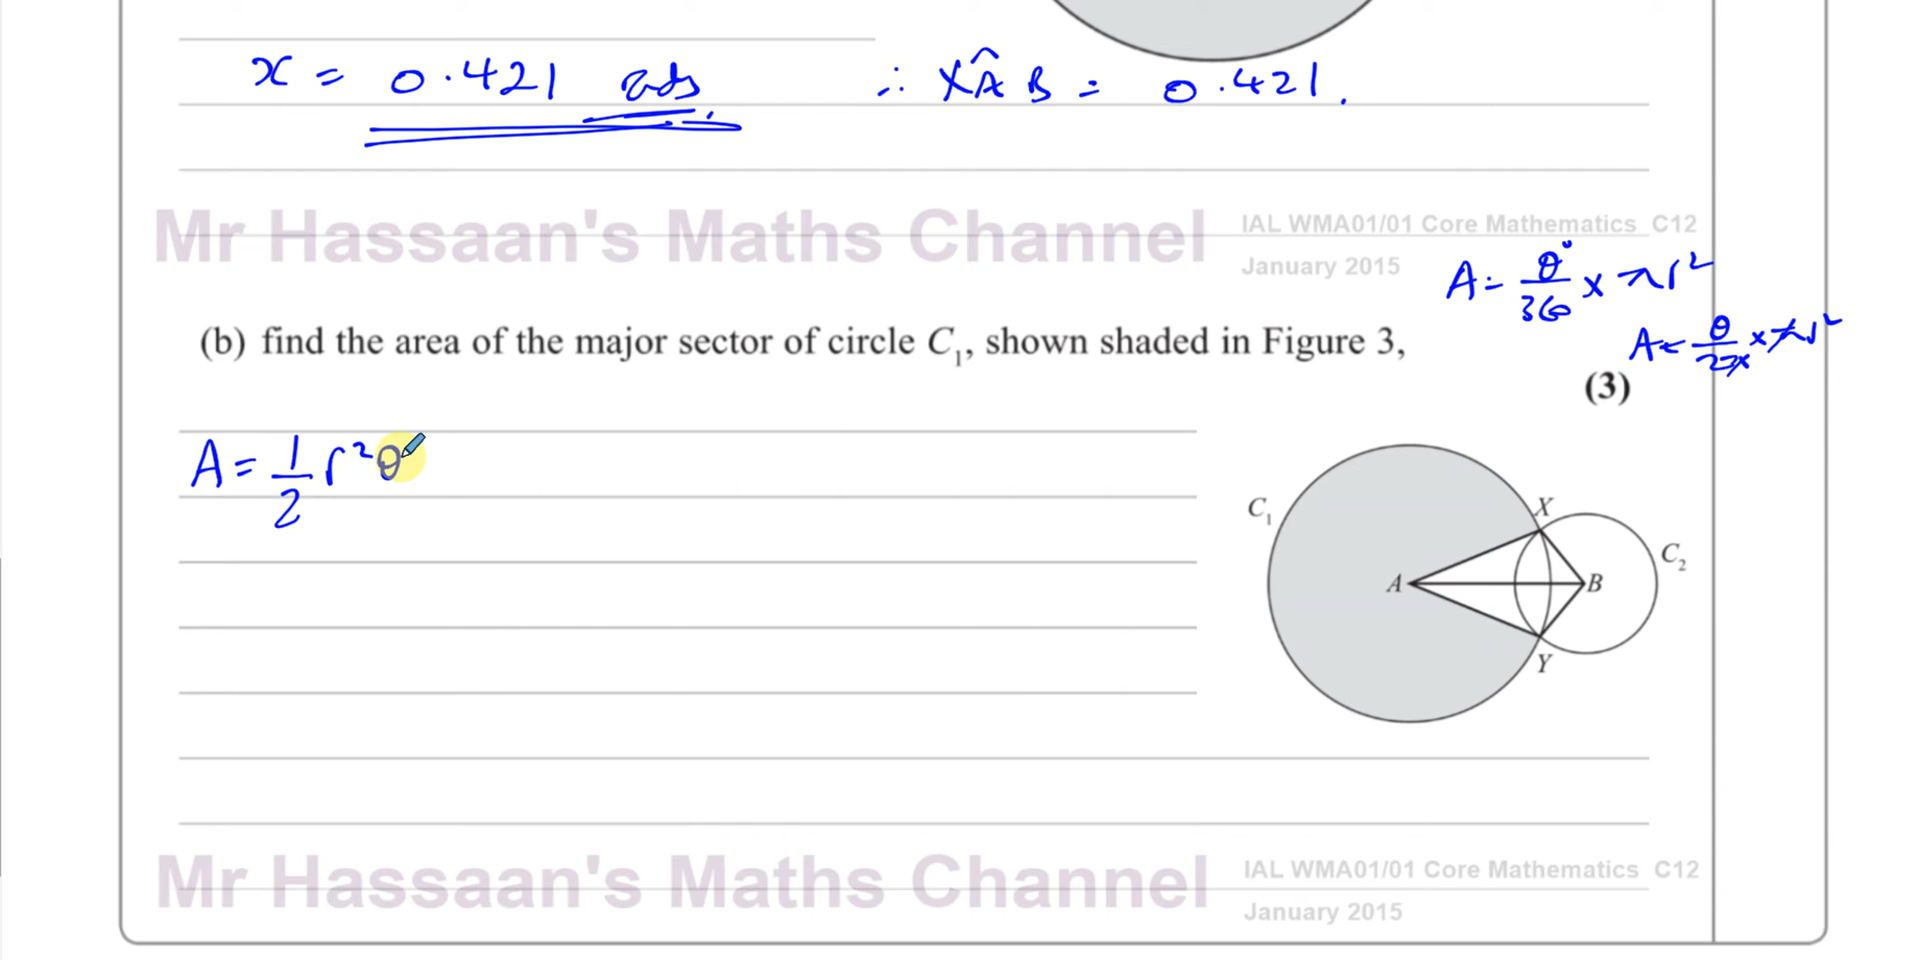 x = 0.421 rads. ∴ XÂB = 0.421.
Mr Hassaan's Maths Channel
IAL WMA01/01 Core Mathematics C12
January 2015
A = θ°/360 × πr²
A = θ/2π × πr²
(b) find the area of the major sector of circle C₁, shown shaded in Figure 3,
(3)
A = 1/2 r²θ
C₁
X
C₂
A
B
Y
Mr Hassaan's Maths Channel
IAL WMA01/01 Core Mathematics C12
January 2015